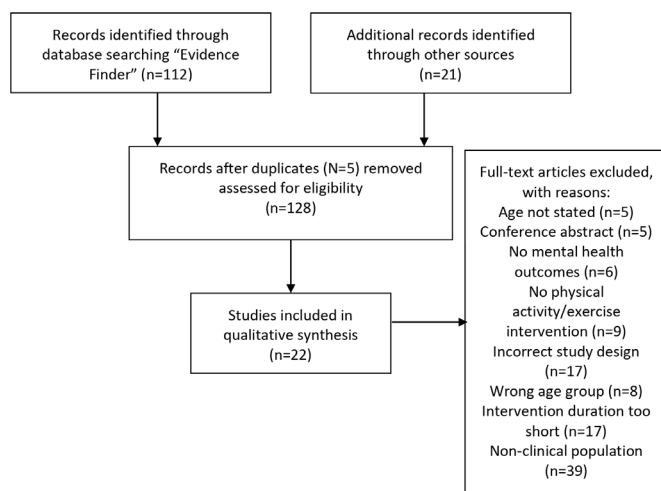 Records identified through
database searching “Evidence
Finder” (n=112)
Additional records identified
through other sources
(n=21)
Records after duplicates (N=5) removed
assessed for eligibility
(n=128)
Studies included in
qualitative synthesis
(n=22)
Full-text articles excluded,
with reasons:
Age not stated (n=5)
Conference abstract (n=5)
No mental health
outcomes (n=6)
No physical
activity/exercise
intervention (n=9)
Incorrect study design
(n=17)
Wrong age group (n=8)
Intervention duration too
short (n=17)
Non-clinical population
(n=39)